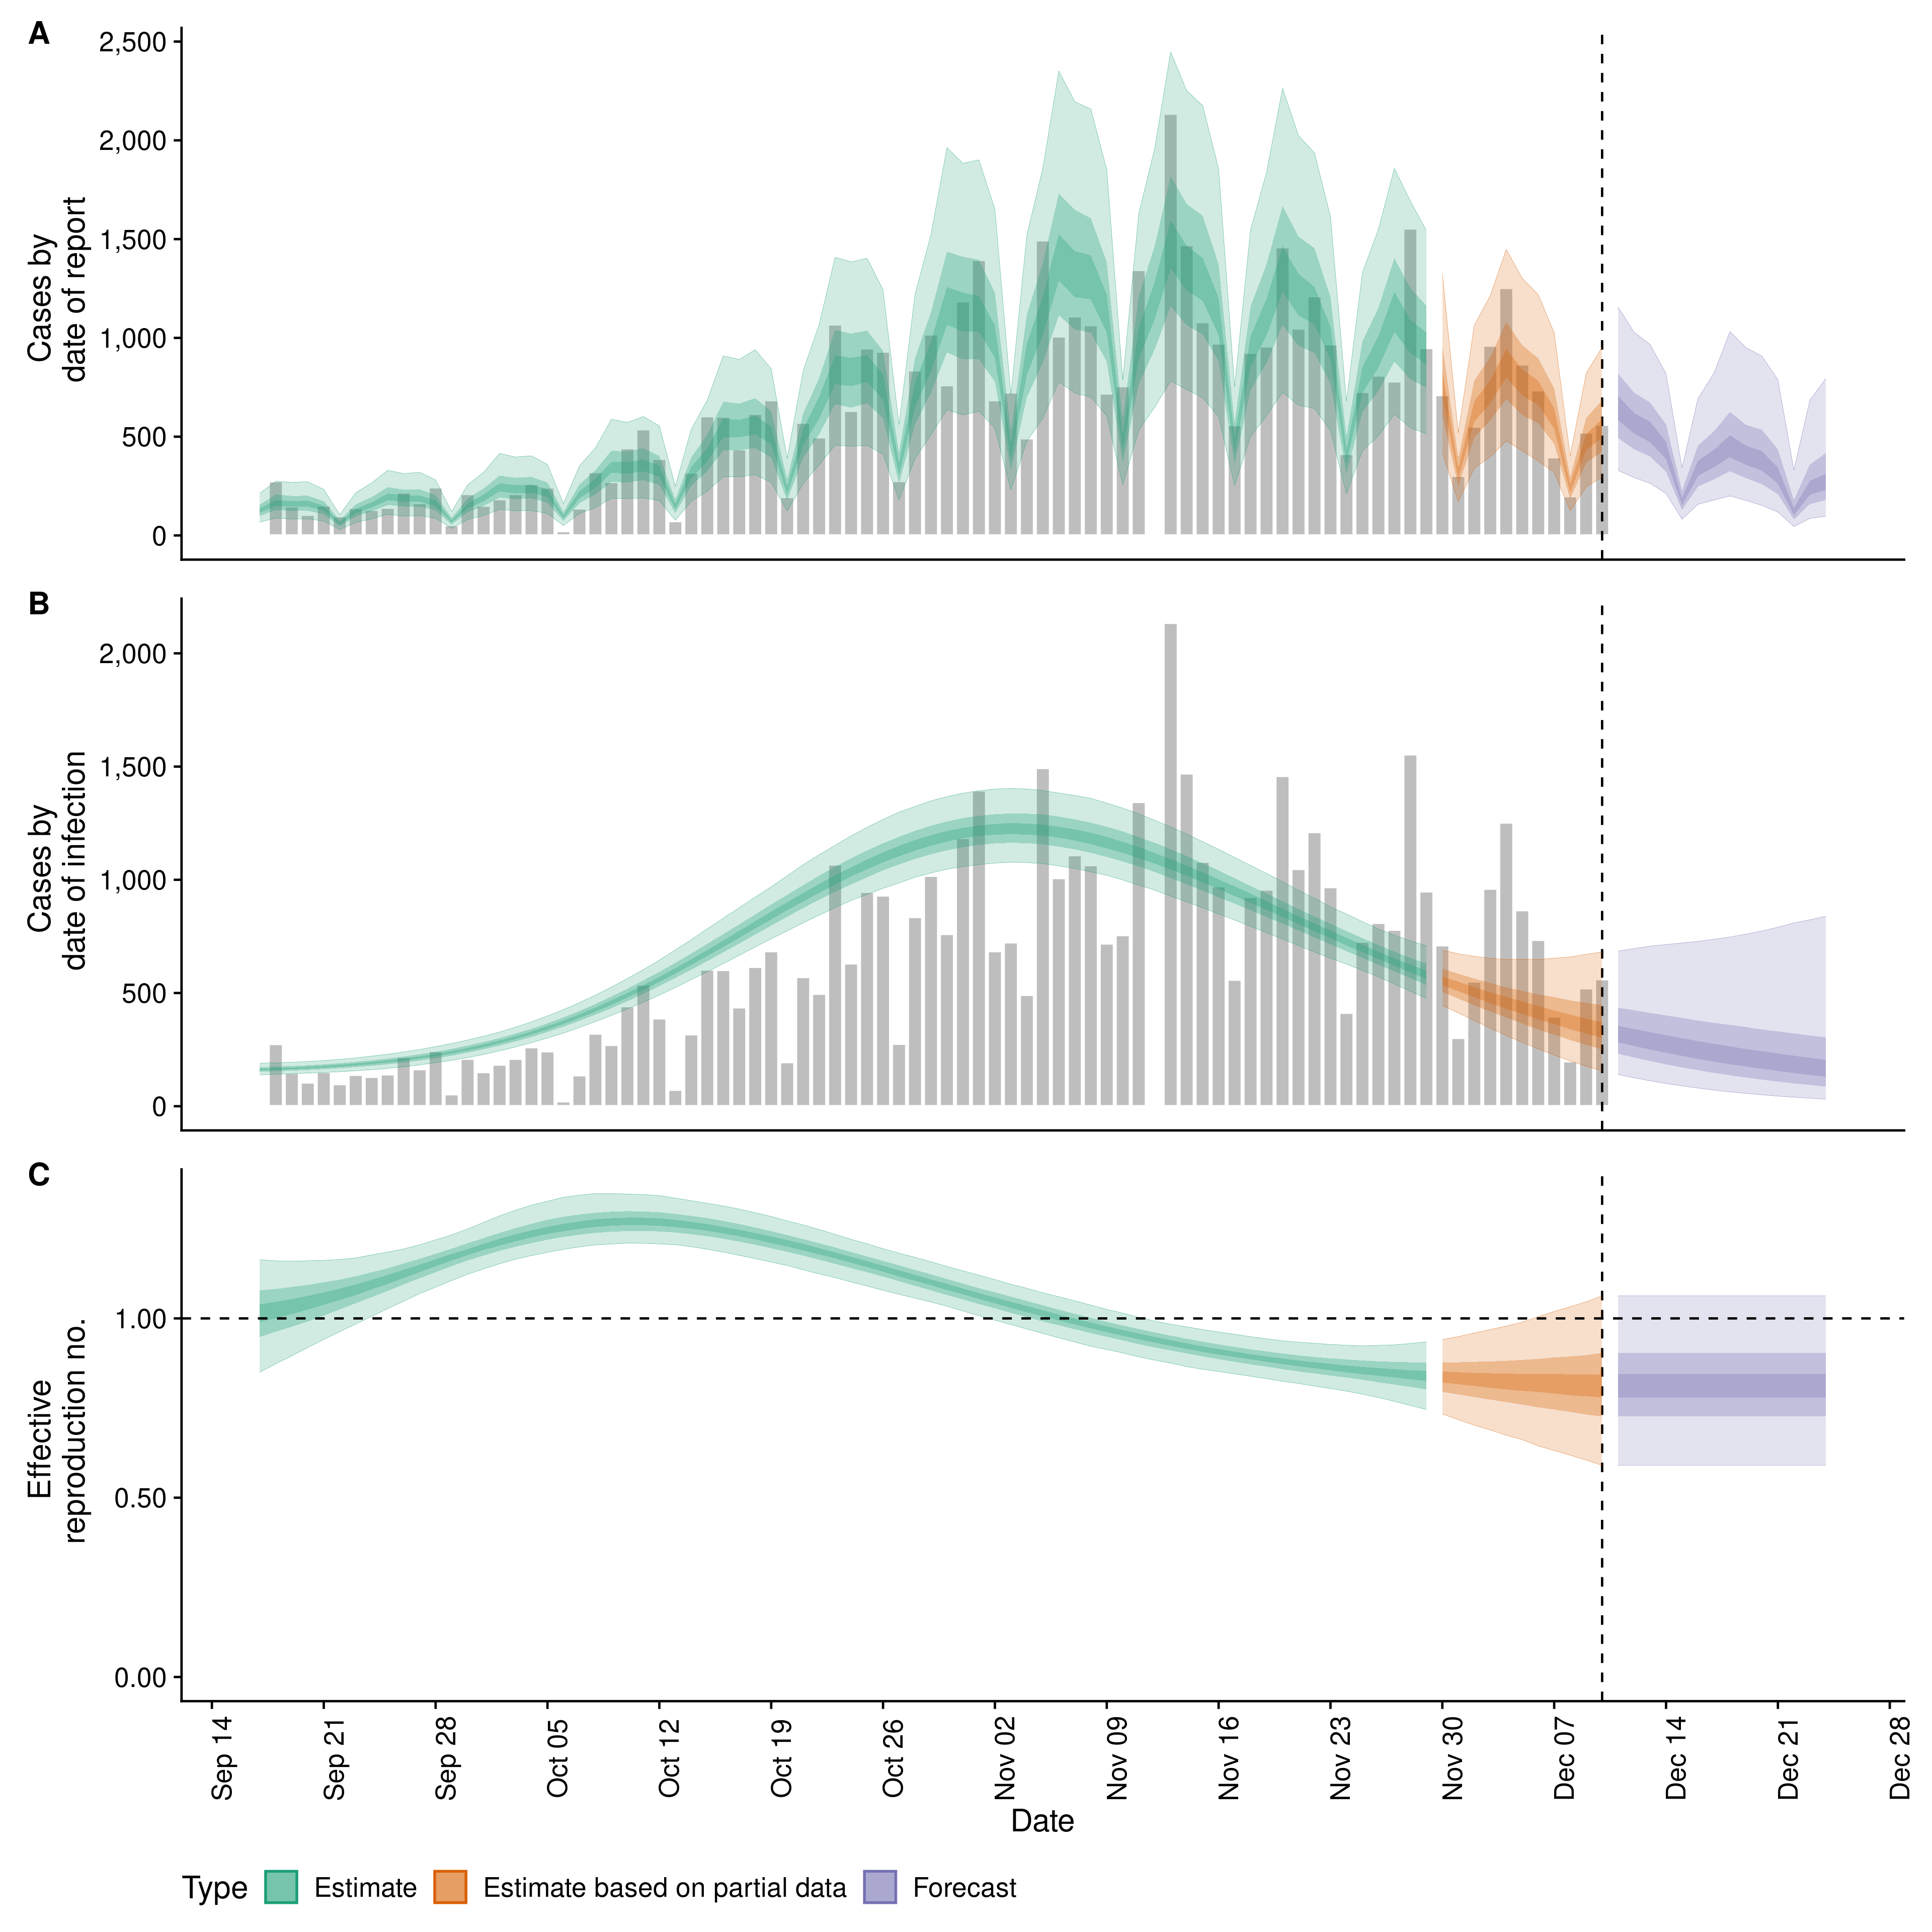 A
2,500
2,000
1,500
1,000
500
0
Cases by
date of report
B
2,000
1,500
1,000
500
0
Cases by
date of infection
C
1.00
0.50
0.00
Effective
reproduction no.
Sep 14
Sep 21
Sep 28
Oct 05
Oct 12
Oct 19
Oct 26
Nov 02
Nov 09
Nov 16
Nov 23
Nov 30
Dec 07
Dec 14
Dec 21
Dec 28
Date
Type Estimate Estimate based on partial data Forecast